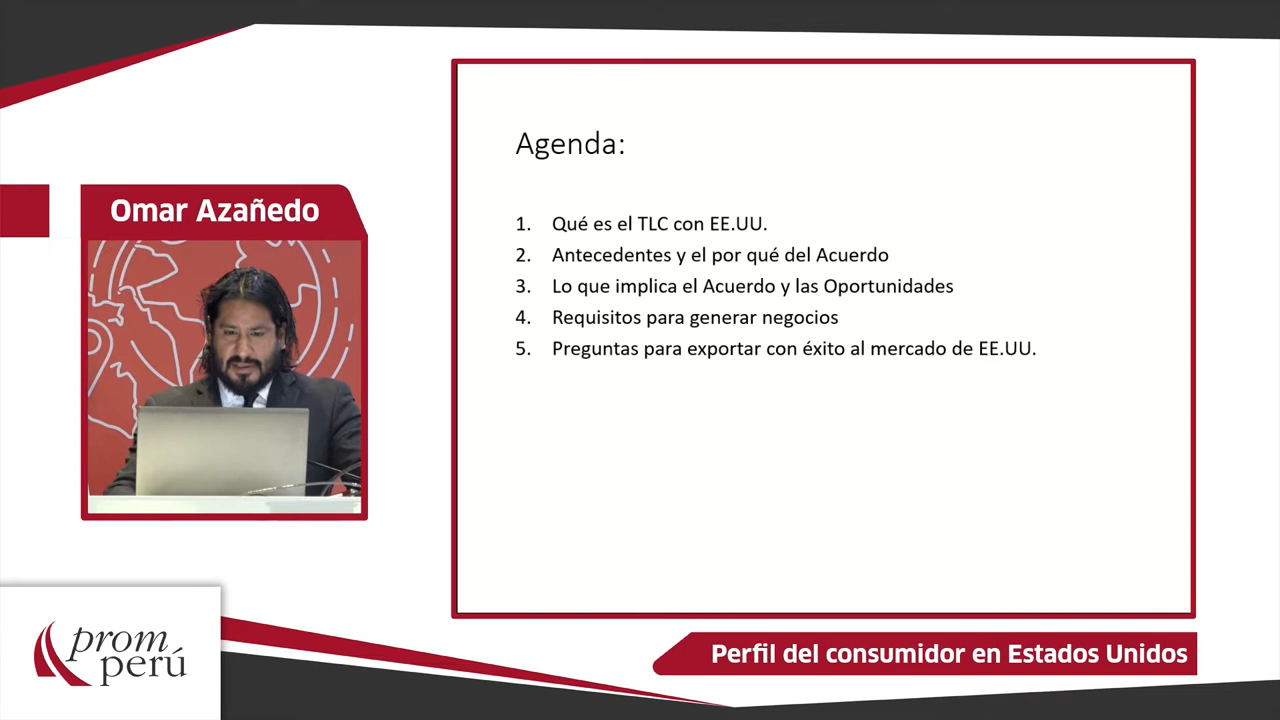 Omar Azañedo
Agenda:
1. Qué es el TLC con EE.UU.
2. Antecedentes y el por qué del Acuerdo
3. Lo que implica el Acuerdo y las Oportunidades
4. Requisitos para generar negocios
5. Preguntas para exportar con éxito al mercado de EE.UU.
prom
perú
Perfil del consumidor en Estados Unidos